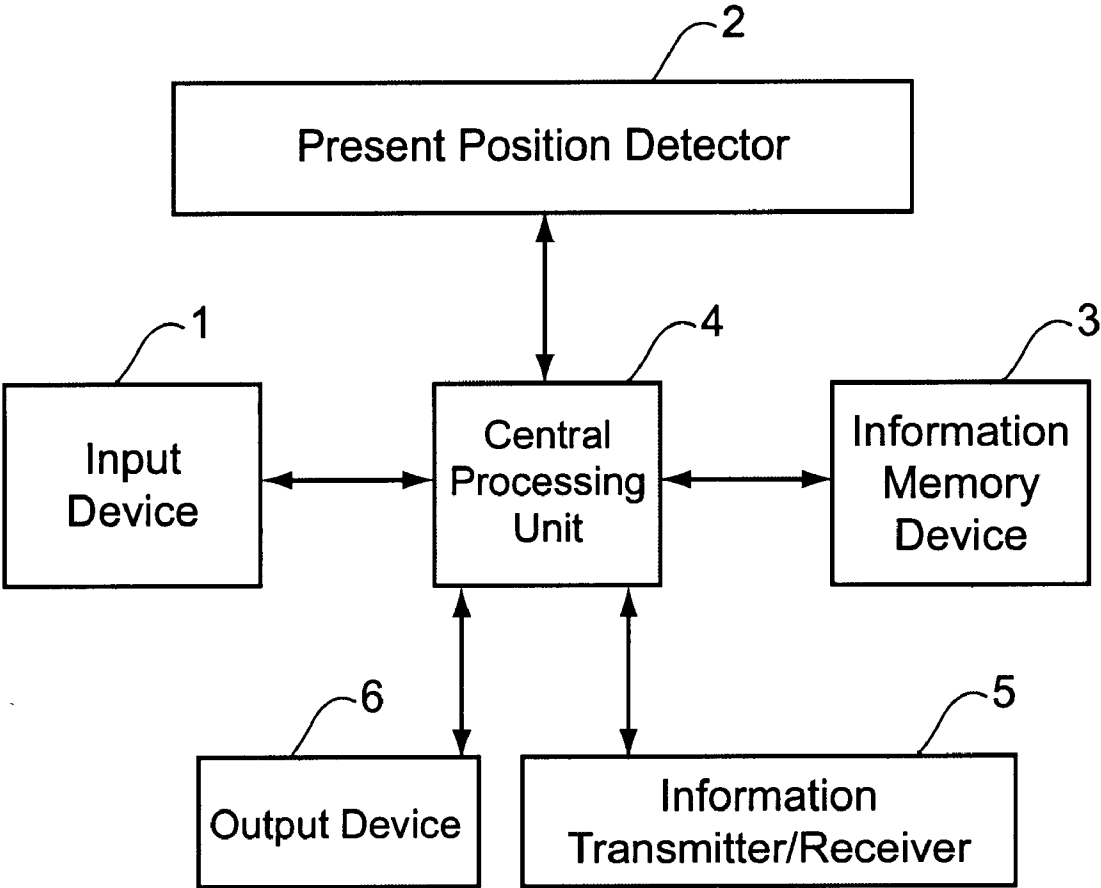 2
Present Position Detector
1
4
3
Input
Device
Central
Processing
Unit
Information
Memory
Device
6
5
Output Device
Information
Transmitter/Receiver